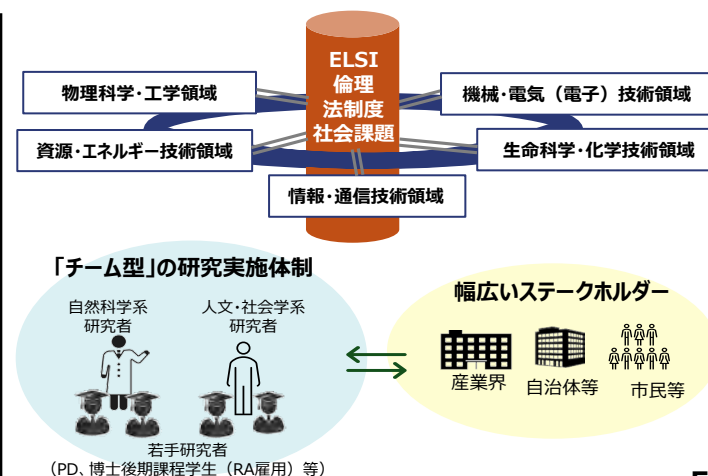 ELSI
倫理
法制度
社会課題
物理科学・工学領域
機械・電気（電子）技術領域
資源・エネルギー技術領域
生命科学・化学技術領域
情報・通信技術領域
「チーム型」の研究実施体制
自然科学系
研究者
人文・社会学系
研究者
若手研究者
（PD、博士後期課程学生（RA雇用）等）
幅広いステークホルダー
産業界
自治体等
市民等